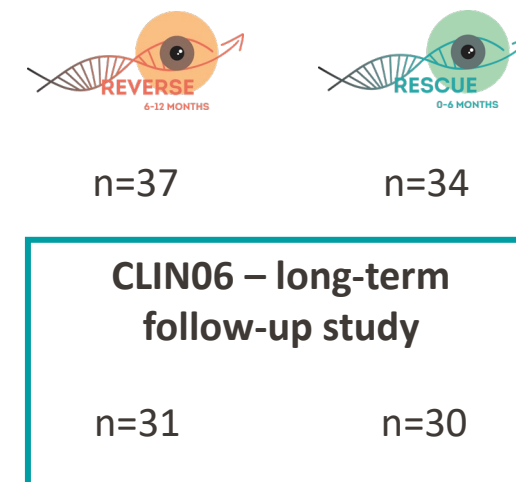 REVERSE
6-12 MONTHS
RESCUE
0-6 MONTHS
n=37
n=34
CLIN06 – long-term
follow-up study
n=31
n=30